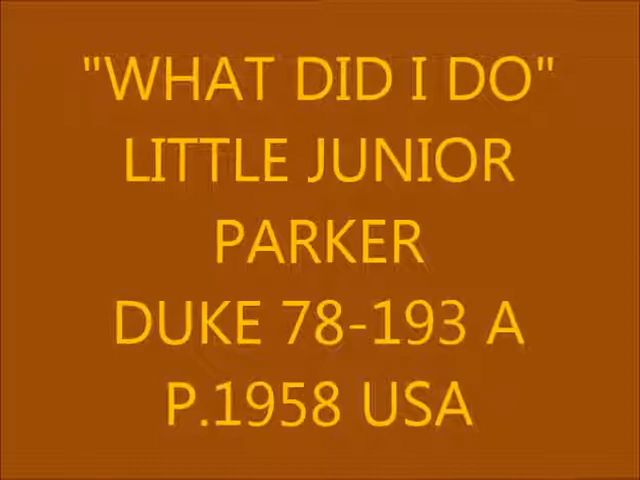 "WHAT DID I DO"
LITTLE JUNIOR
PARKER
DUKE 78-193 A
P.1958 USA